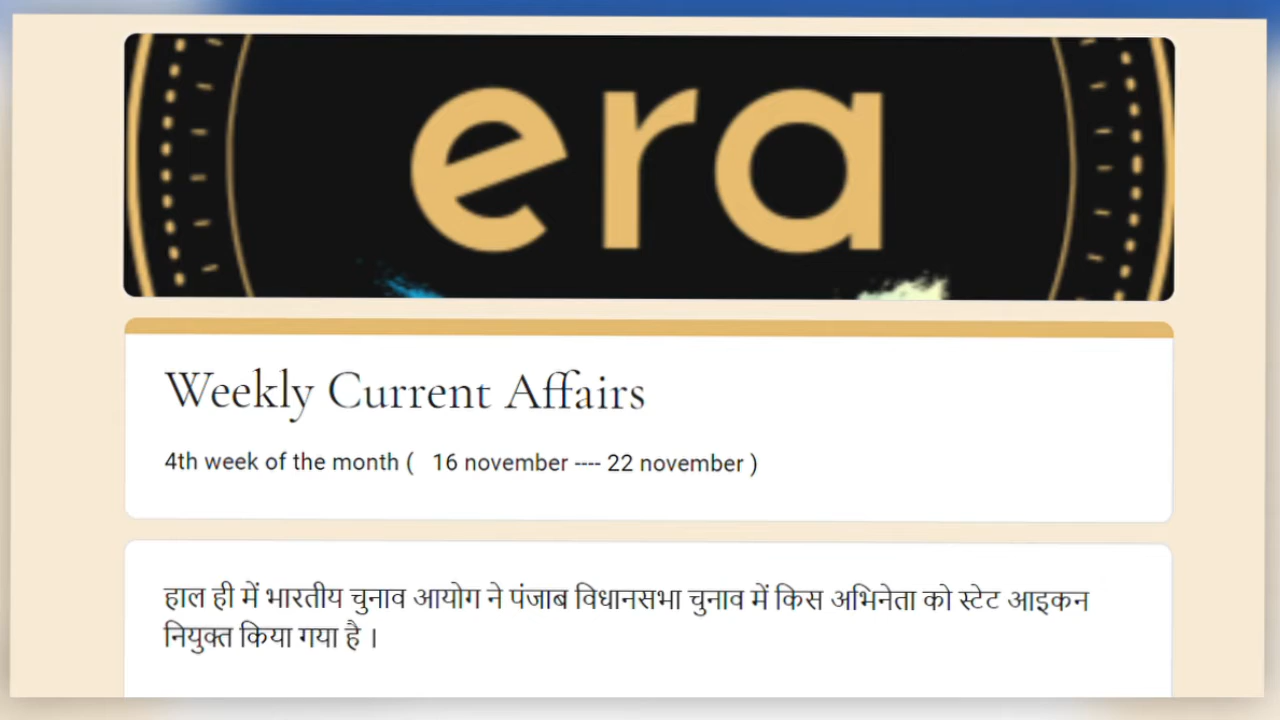 era
Weekly Current Affairs
4th week of the month ( 16 november ---- 22 november )
हाल ही में भारतीय चुनाव आयोग ने पंजाब विधानसभा चुनाव में किस अभिनेता को स्टेट आइकन
नियुक्त किया गया है ।